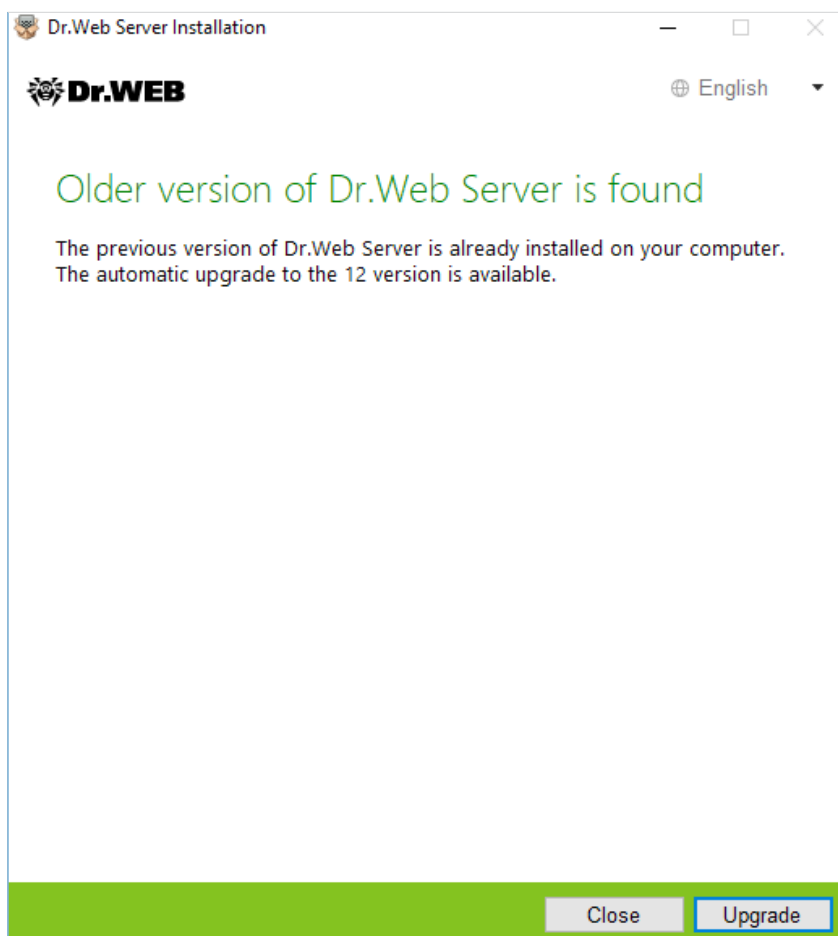 Dr.Web Server Installation
Dr.WEB
English
Older version of Dr.Web Server is found
The previous version of Dr.Web Server is already installed on your computer.
The automatic upgrade to the 12 version is available.
Close
Upgrade